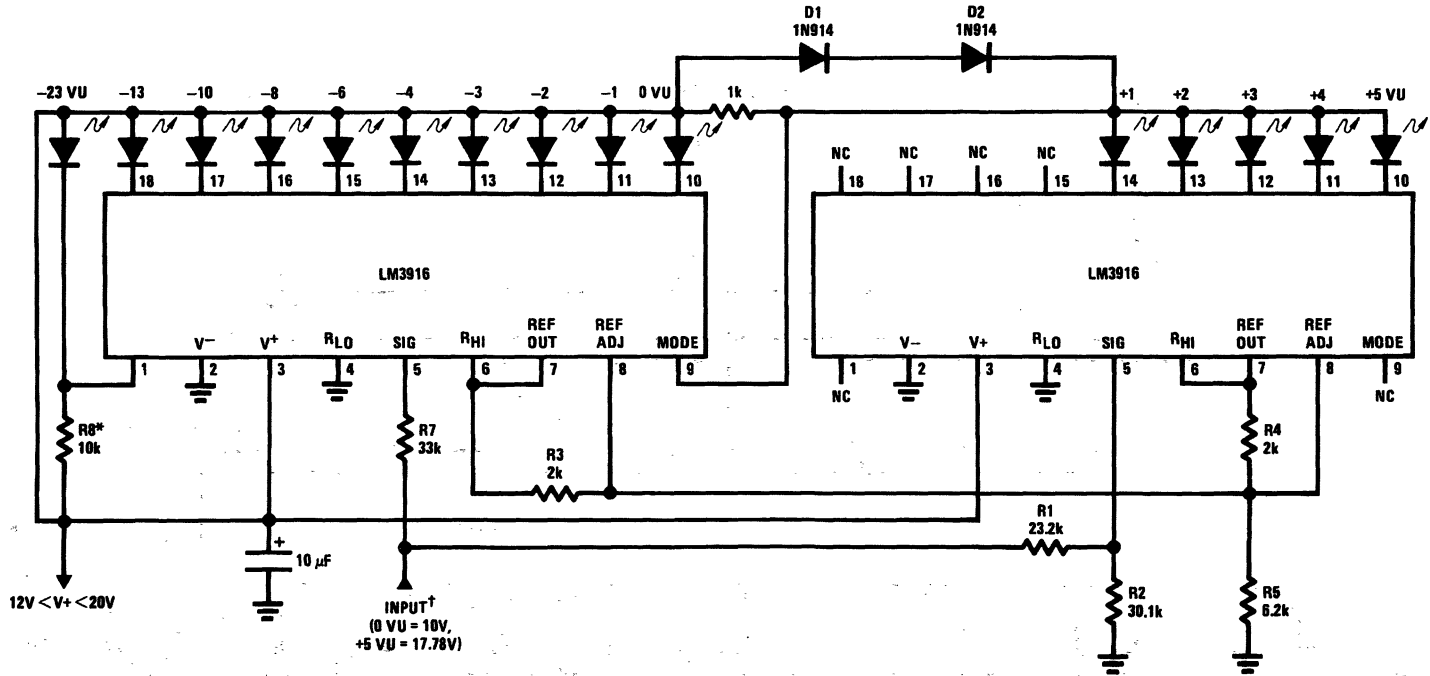 D1
1N914
D2
1N914
−23 VU
−13
−10
−8
−6
−4
−3
−2
−1
0 VU
1k
+1
+2
+3
+4
+5 VU
NC
NC
NC
NC
18
17
16
15
14
13
12
11
10
18
17
16
15
14
13
12
11
10
LM3916
LM3916
V−
V+
RLO
SIG
RHI
REF
OUT
REF
ADJ
MODE
V−
V+
RLO
SIG
RHI
REF
OUT
REF
ADJ
MODE
1
2
3
4
5
6
7
8
9
1
2
3
4
5
6
7
8
9
NC
NC
R8*
10k
R7
33k
R3
2k
R4
2k
R1
23.2k
+
10 μF
12V <V+ <20V
INPUT†
(0 VU = 10V,
+5 VU = 17.78V)
R2
30.1k
R5
6.2k